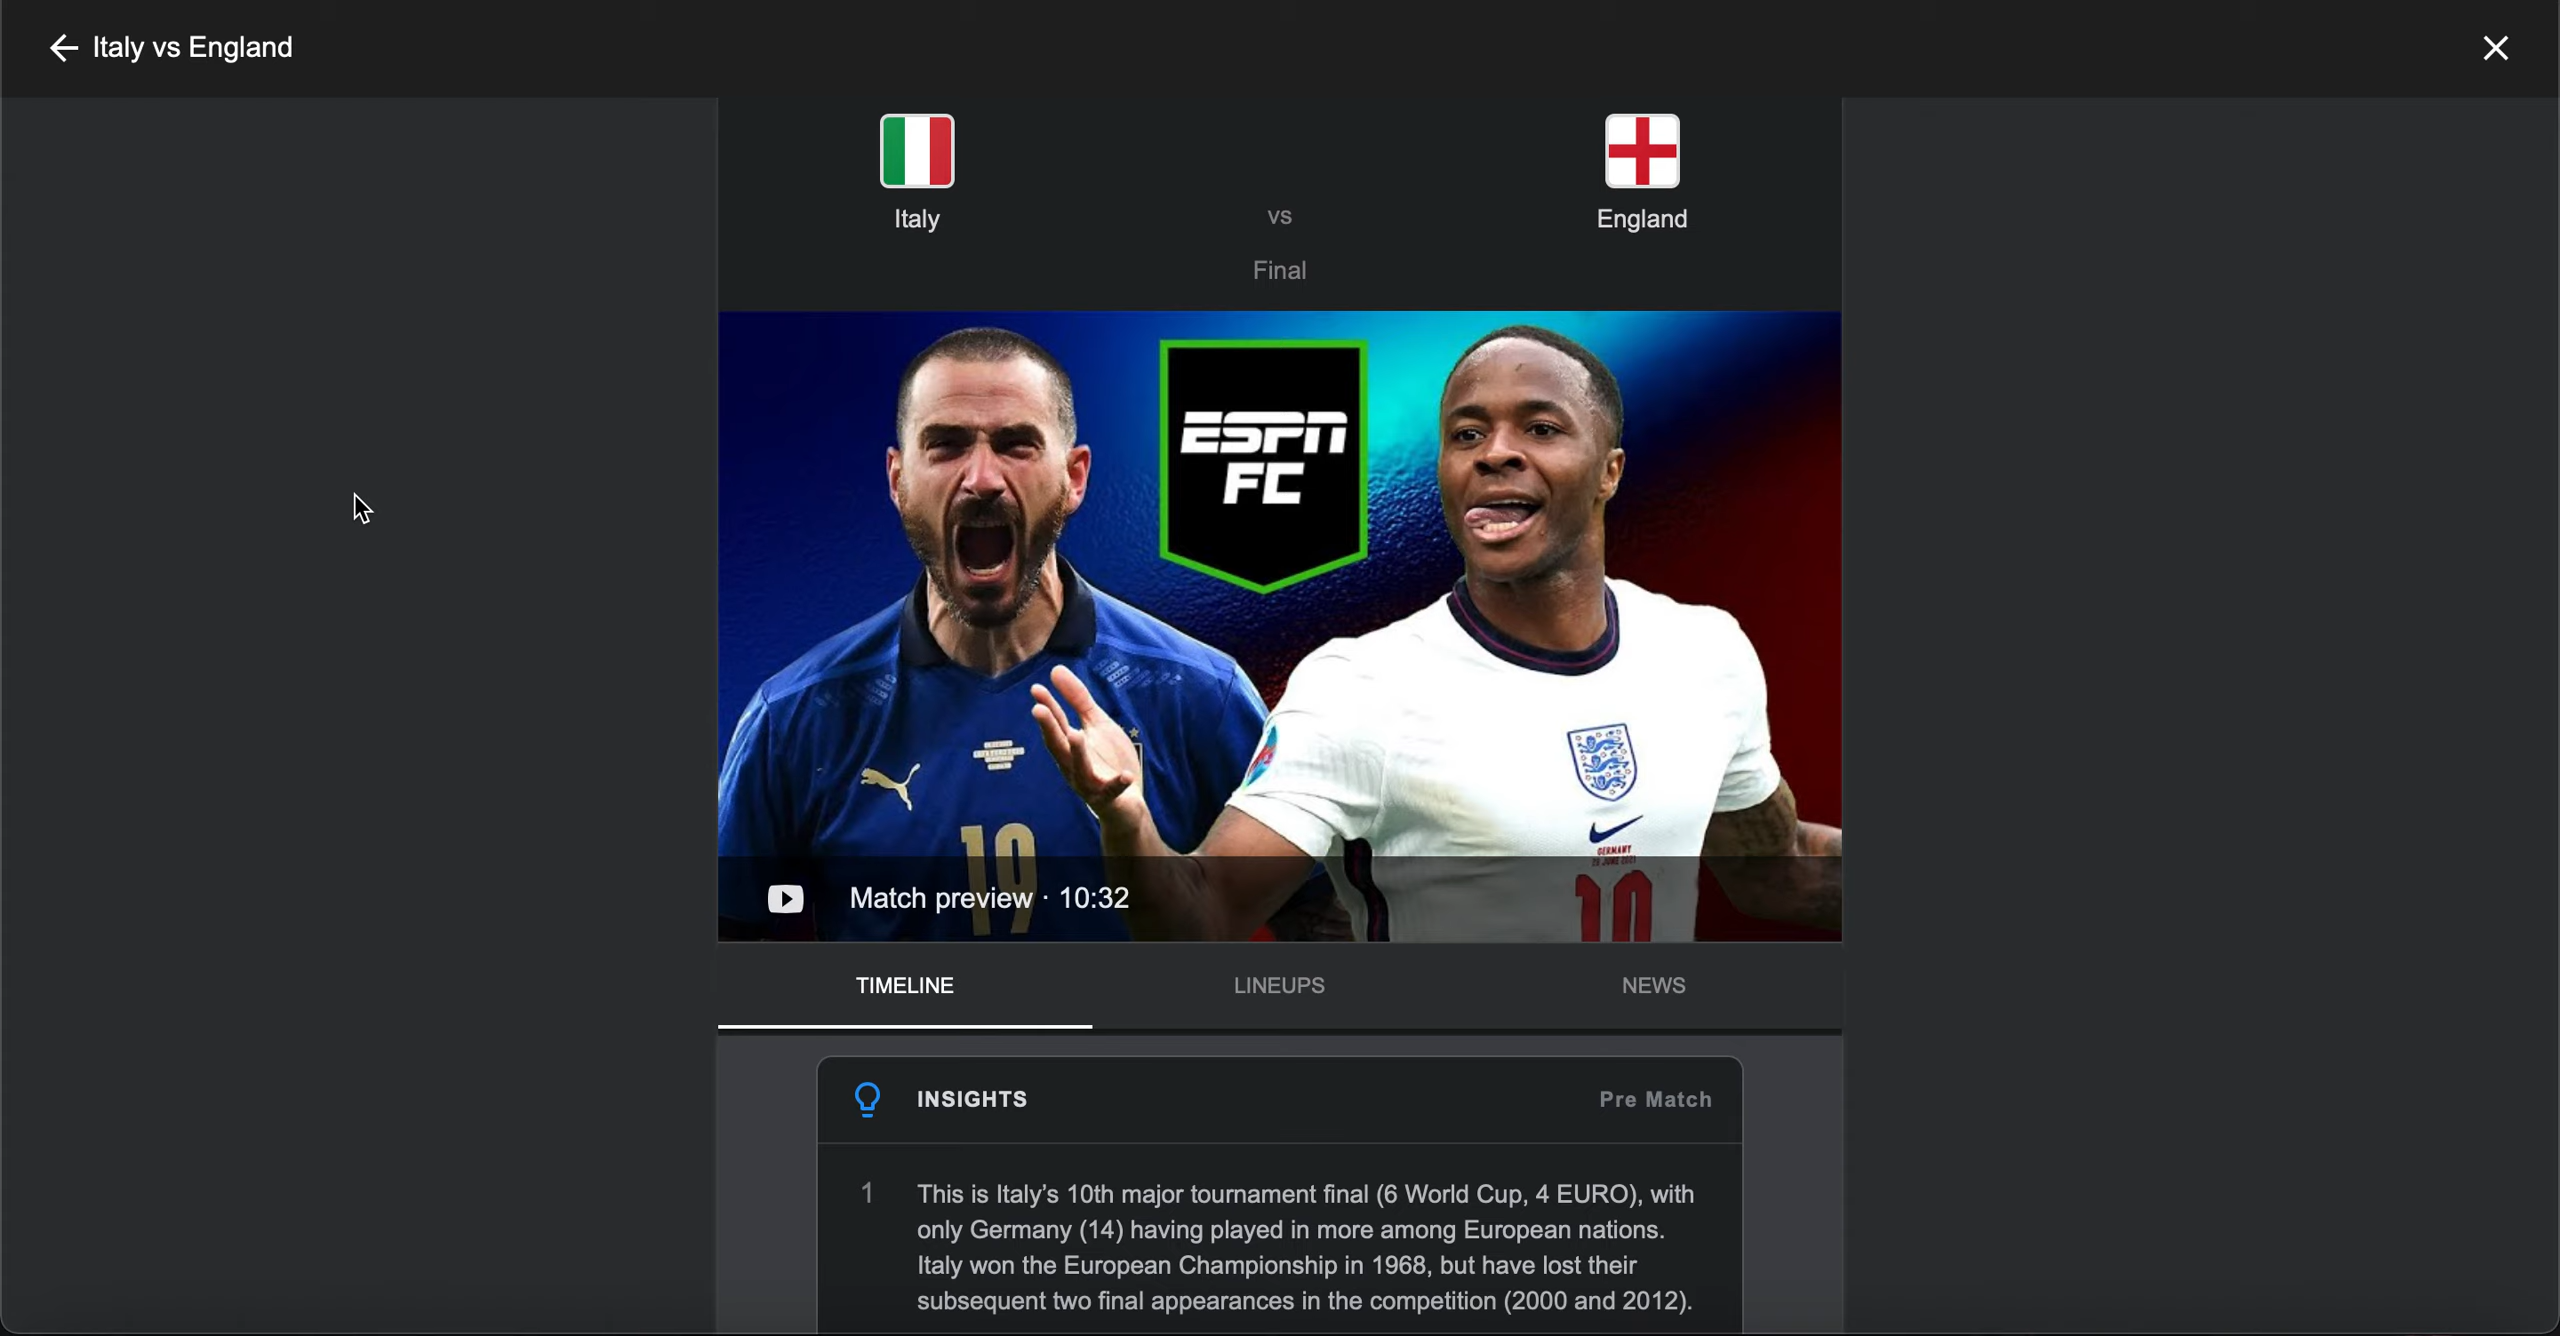 Italy vs England
Italy
vs
England
Final
ESPN
FC
19
GERMANY
10
Match preview · 10:32
TIMELINE
LINEUPS
NEWS
INSIGHTS
Pre Match
1
This is Italy’s 10th major tournament final (6 World Cup, 4 EURO), with
only Germany (14) having played in more among European nations.
Italy won the European Championship in 1968, but have lost their
subsequent two final appearances in the competition (2000 and 2012).